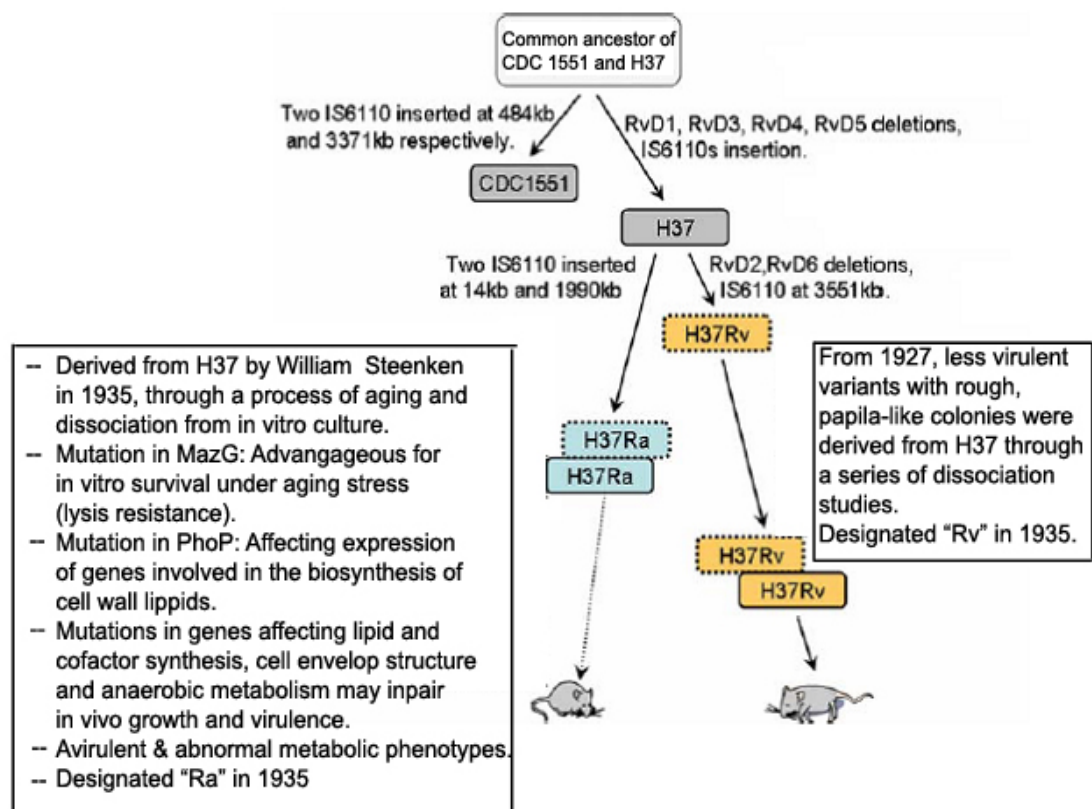 Common ancestor of
CDC 1551 and H37
Two IS6110 inserted at 484kb
and 3371kb respectively.
RvD1, RvD3, RvD4, RvD5 deletions,
IS6110s insertion.
CDC1551
H37
Two IS6110 inserted
at 14kb and 1990kb
RvD2,RvD6 deletions,
IS6110 at 3551kb.
H37Rv
-- Derived from H37 by William Steenken
in 1935, through a process of aging and
dissociation from in vitro culture.
-- Mutation in MazG: Advangageous for
in vitro survival under aging stress
(lysis resistance).
-- Mutation in PhoP: Affecting expression
of genes involved in the biosynthesis of
cell wall lippids.
-- Mutations in genes affecting lipid and
cofactor synthesis, cell envelop structure
and anaerobic metabolism may inpair
in vivo growth and virulence.
-- Avirulent & abnormal metabolic phenotypes.
-- Designated “Ra” in 1935
H37Ra
H37Ra
From 1927, less virulent
variants with rough,
papila-like colonies were
derived from H37 through
a series of dissociation
studies.
Designated “Rv” in 1935.
H37Rv
H37Rv